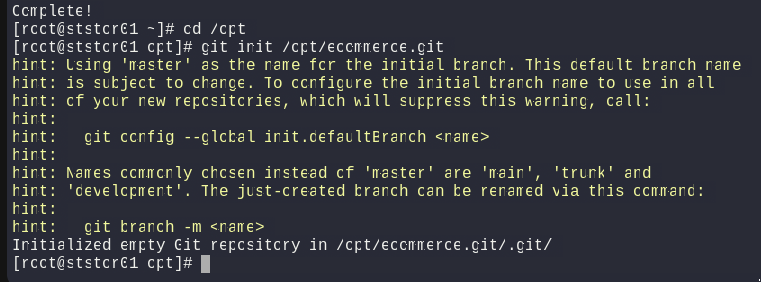 Complete!
[root@ststor01 ~]# cd /opt
[root@ststor01 opt]# git init /opt/ecommerce.git
hint: Using 'master' as the name for the initial branch. This default branch name
hint: is subject to change. To configure the initial branch name to use in all
hint: of your new repositories, which will suppress this warning, call:
hint:
hint:   git config --global init.defaultBranch <name>
hint:
hint: Names commonly chosen instead of 'master' are 'main', 'trunk' and
hint: 'development'. The just-created branch can be renamed via this command:
hint:
hint:   git branch -m <name>
Initialized empty Git repository in /opt/ecommerce.git/.git/
[root@ststor01 opt]#